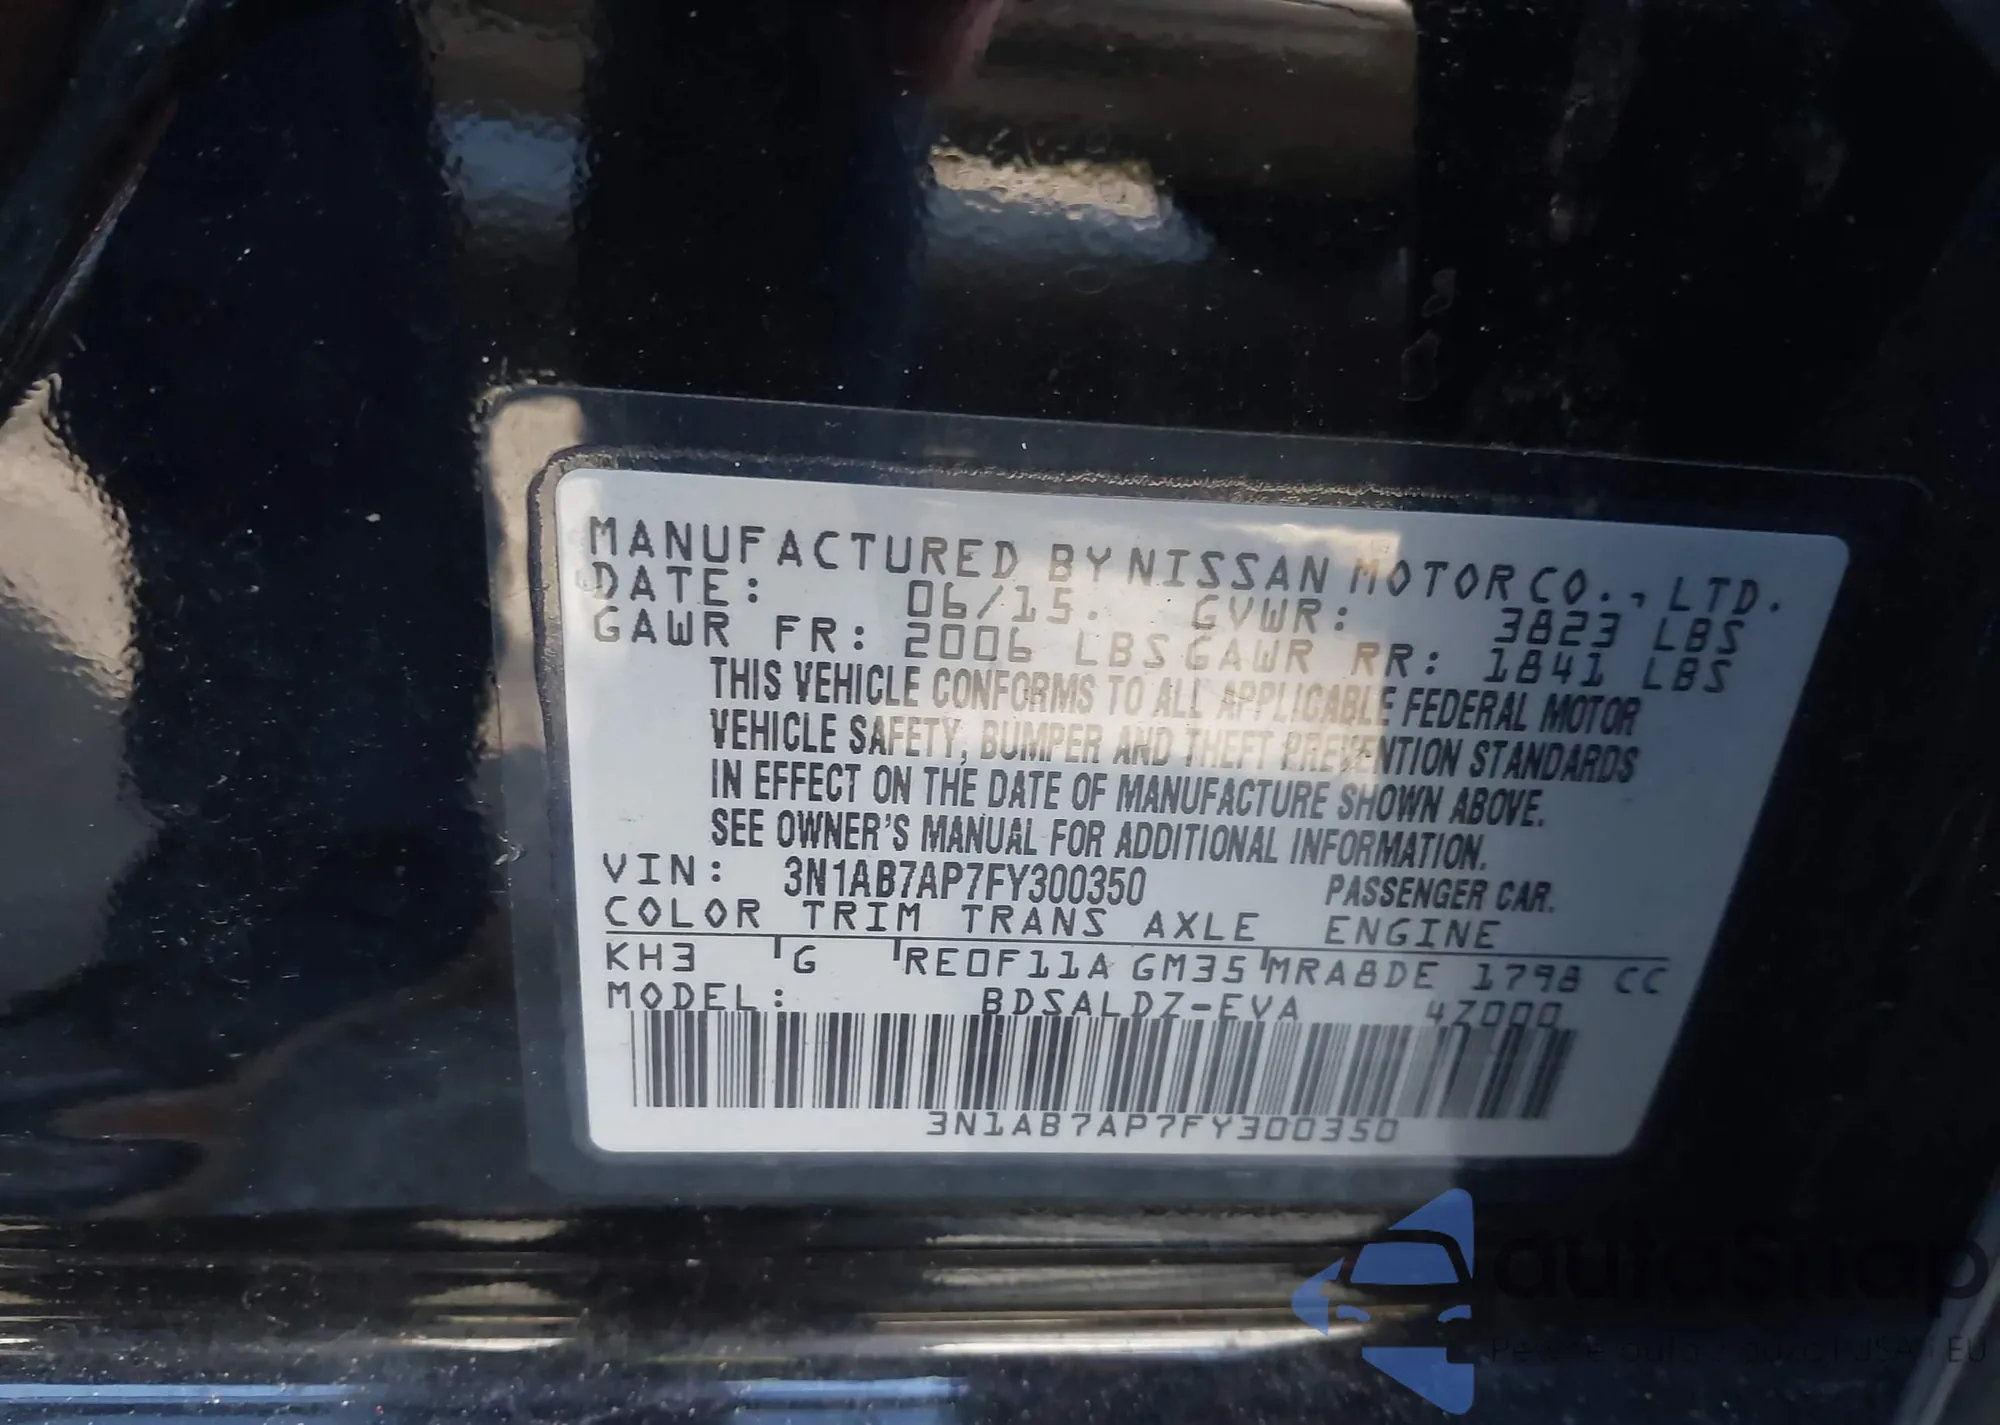 MANUFACTURED BY NISSAN MOTOR CO., LTD.
DATE: 06/15. GVWR: 3823 LBS
GAWR FR: 2006 LBS GAWR RR: 1841 LBS
THIS VEHICLE CONFORMS TO ALL APPLICABLE FEDERAL MOTOR
VEHICLE SAFETY, BUMPER AND THEFT PREVENTION STANDARDS
IN EFFECT ON THE DATE OF MANUFACTURE SHOWN ABOVE.
SEE OWNER'S MANUAL FOR ADDITIONAL INFORMATION.
VIN: 3N1AB7AP7FY300350 PASSENGER CAR.
COLOR TRIM TRANS AXLE ENGINE
KH3 G RE0F11A GM35 MRA8DE 1798 CC
MODEL: BDSALDZ-EVA 4Z000
3N1AB7AP7FY300350